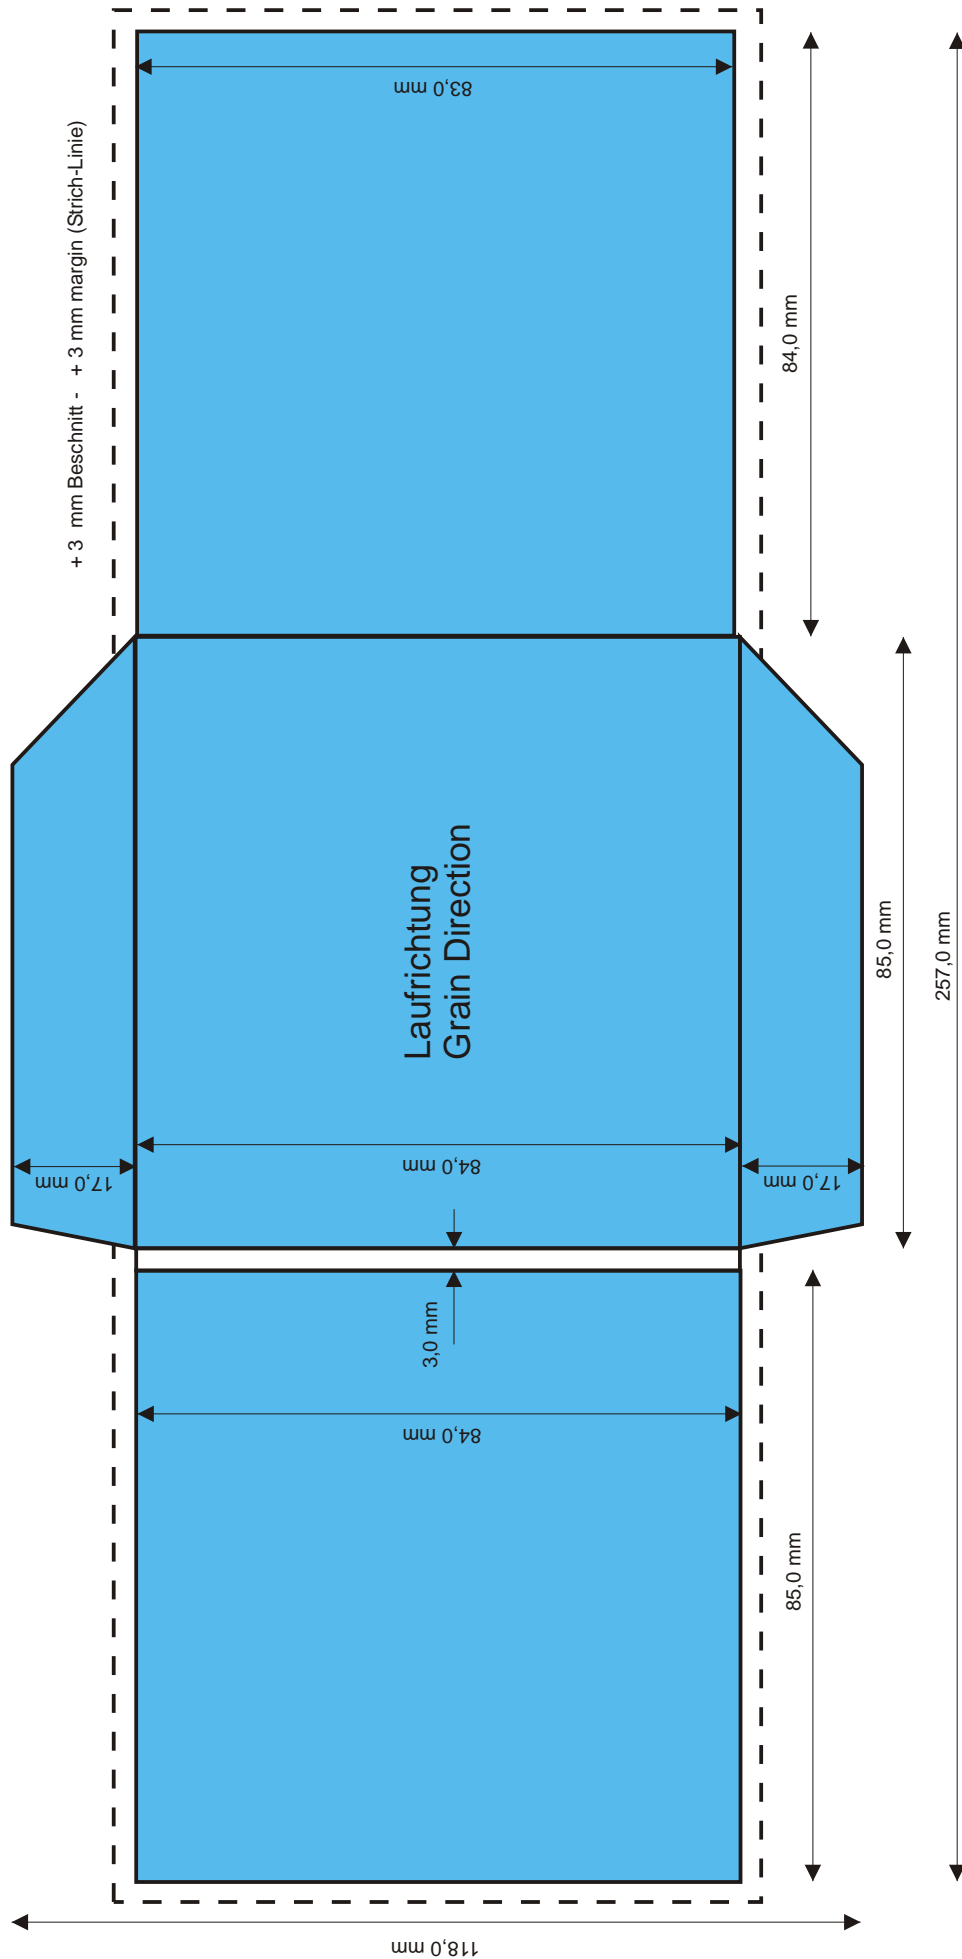 + 3 mm Beschnitt - + 3 mm margin (Strich-Linie)
83,0 mm
84,0 mm
Laufrichtung
Grain Direction
17,0 mm
84,0 mm
17,0 mm
85,0 mm
257,0 mm
3,0 mm
84,0 mm
85,0 mm
118,0 mm